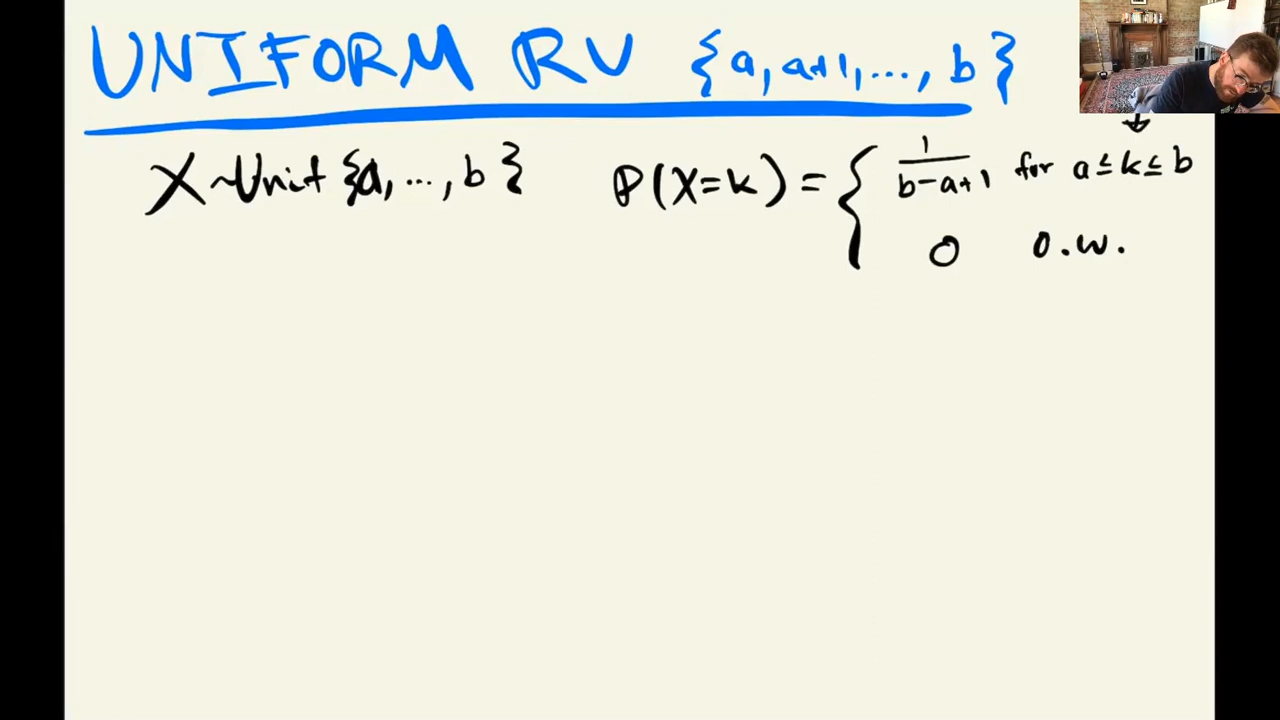 UNIFORM RV {a, a+1, ..., b}
X ~ Unif {a, ..., b} P(X=k) = { 1/(b-a+1) for a ≤ k ≤ b
0 o.w.